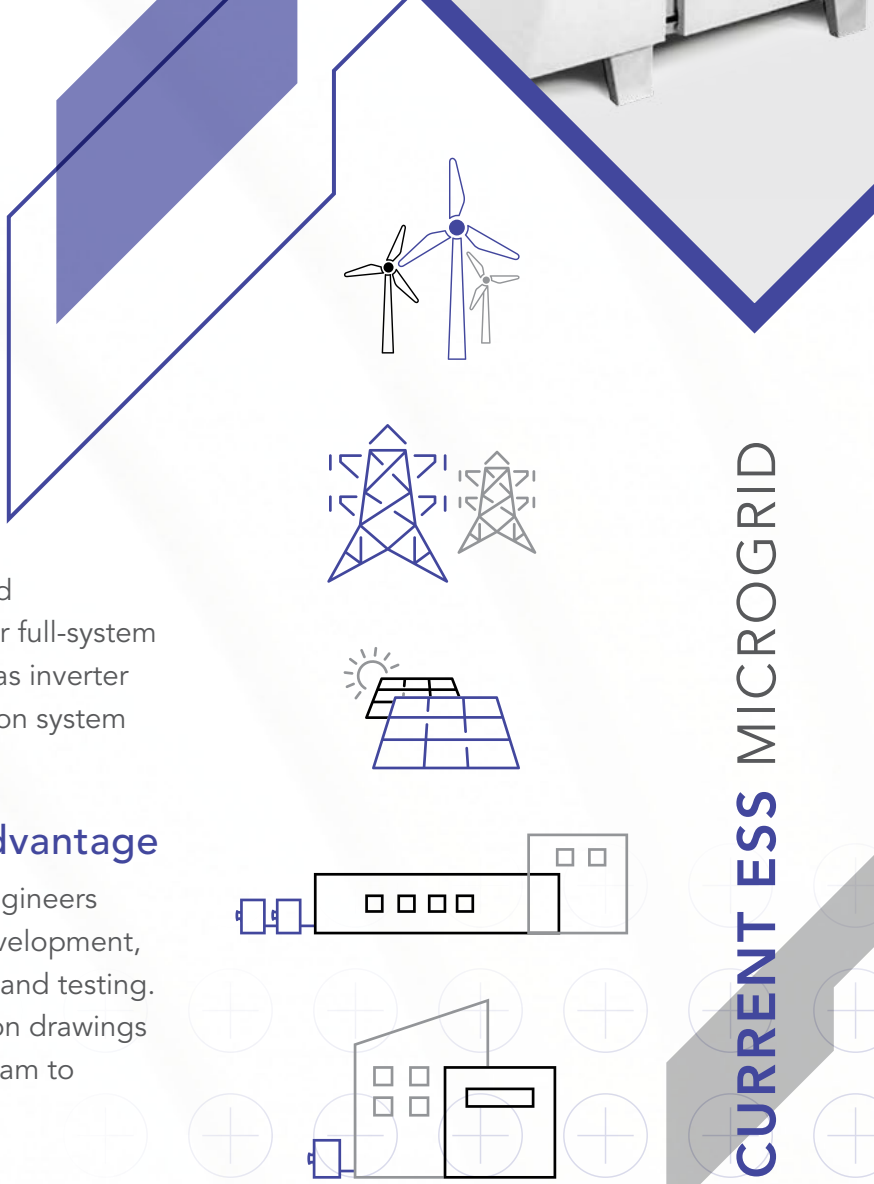 r full-system
as inverter
on system
dvantage
gineers
velopment,
and testing.
on drawings
am to
CURRENT ESS MICROGRID